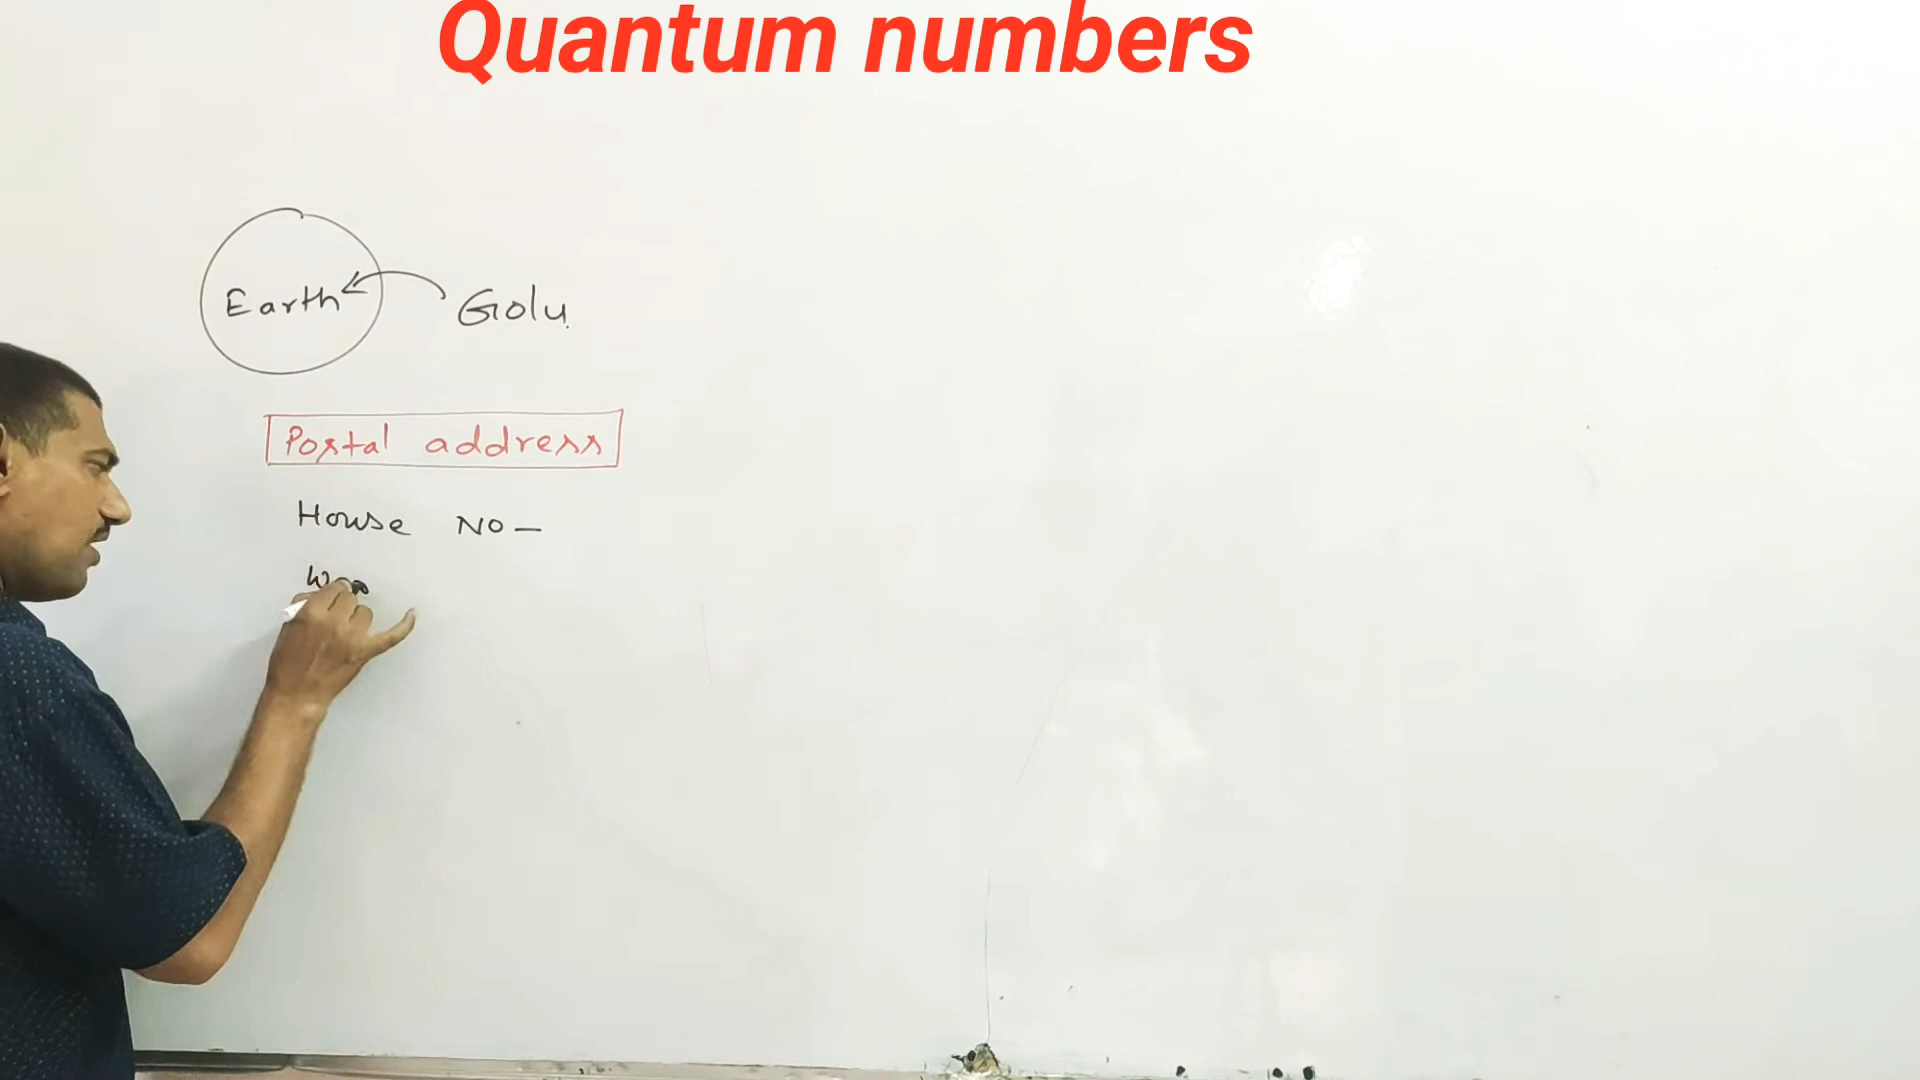 Quantum numbers
Earth Golu
Postal address
House No -